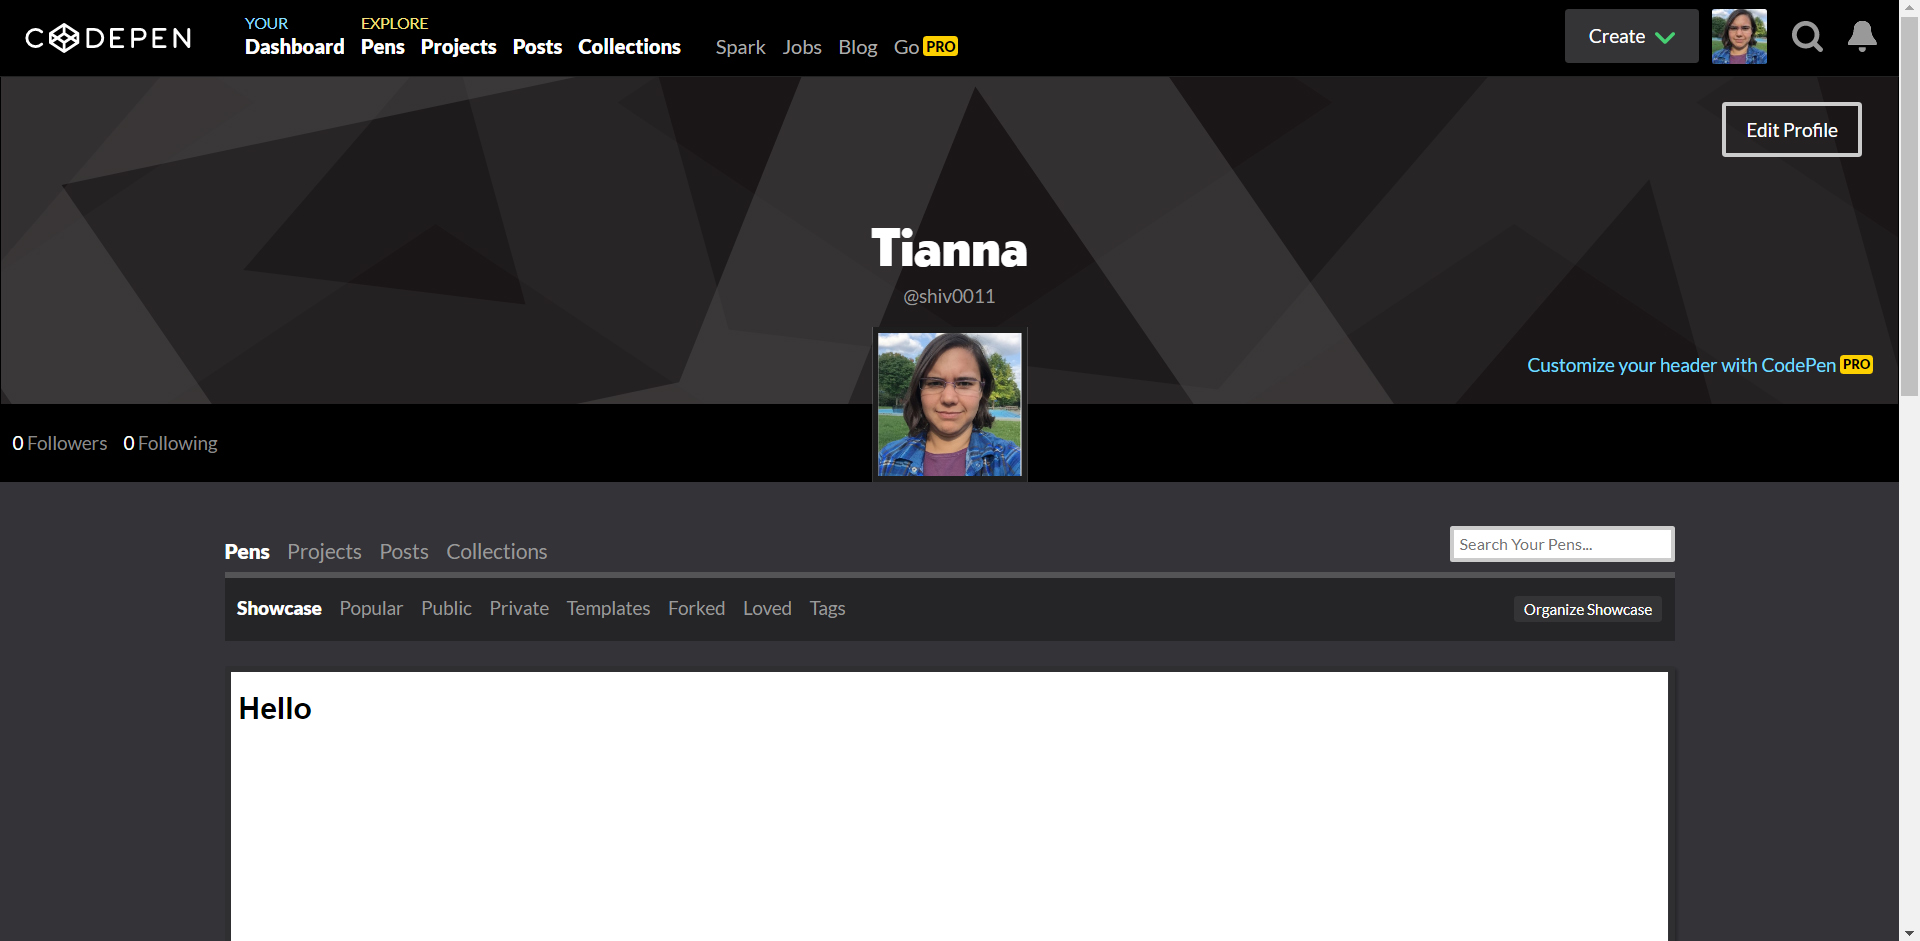 CODEPEN
YOUR
Dashboard
EXPLORE
Pens Projects Posts Collections
Spark Jobs Blog Go PRO
Create
Edit Profile
Tianna
@shiv0011
Customize your header with CodePen PRO
0 Followers 0 Following
Pens Projects Posts Collections
Search Your Pens...
Showcase Popular Public Private Templates Forked Loved Tags
Organize Showcase
Hello